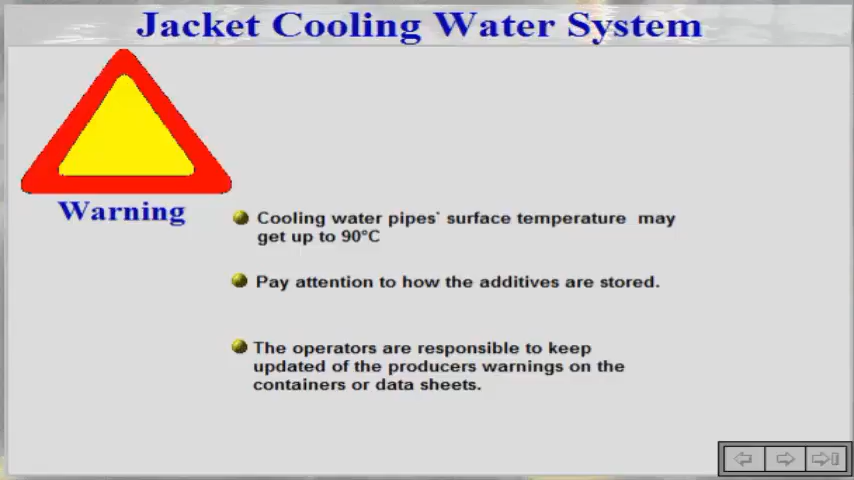 Jacket Cooling Water System
Warning
Cooling water pipes' surface temperature may
get up to 90°C
Pay attention to how the additives are stored.
The operators are responsible to keep
updated of the producers warnings on the
containers or data sheets.